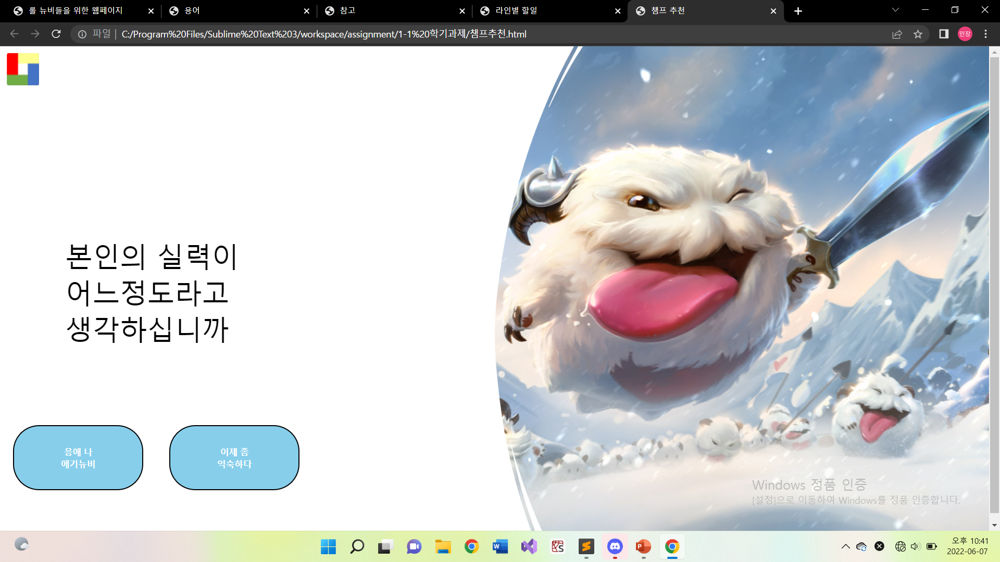 롤 뉴비들을 위한 웹페이지
용어
참고
라인별 할일
챔프 추천
파일 | C:/Program%20Files/Sublime%20Text%203/workspace/assignment/1-1%20학기과제/챔프추천.html
민장
본인의 실력이
어느정도라고
생각하십니까
응애 나
애기뉴비
이제 좀
익숙하다
Windows 정품 인증
[설정]으로 이동하여 Windows를 정품 인증합니다.
오후 10:41
2022-06-07